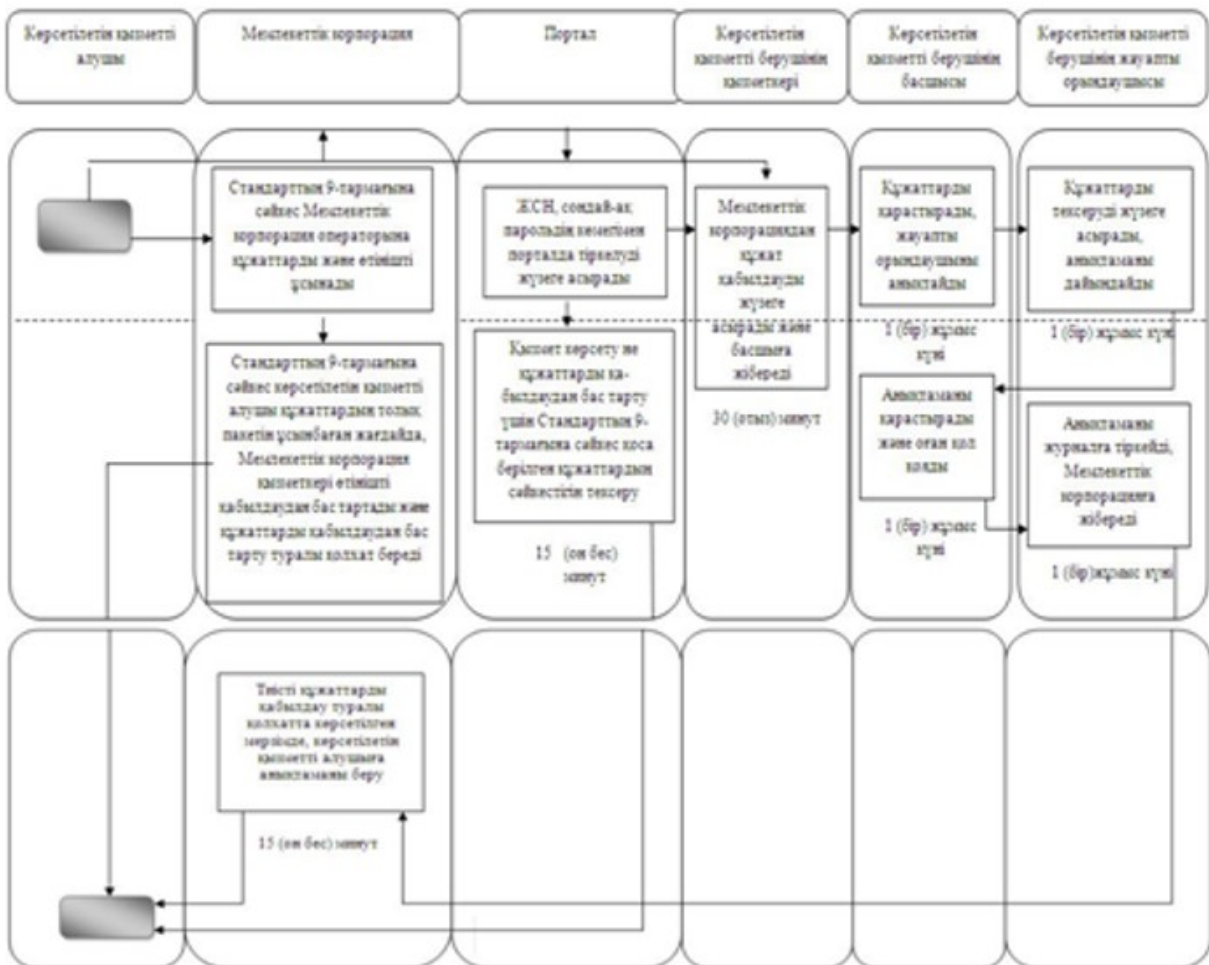 Көрсетілетін қызметті
алушы
Мемлекеттік корпорация
Портал
Көрсетілетін
қызметті берушінің
қызметкері
Көрсетілетін
қызметті берушінің
басшысы
Көрсетілетін қызметті
берушінің жауапты
орындаушысы
Стандарттың 9-тармағына
сәйкес Мемлекеттік
корпорация операторына
құжаттарды және өтінішті
ұсынады
ЖСН, сондай-ақ
парольдің көмегімен
порталда тіркелуді
жүзеге асырады
Мемлекеттік
корпорациядан
құжат
қабылдауды
жүзеге
асырады және
басшыға
жібереді
30 (отыз) минут
Құжаттарды
қарастырады,
жауапты
орындаушыны
анықтайды
1 (бір) жұмыс
күні
Құжаттарды
тексеруді жүзеге
асырады,
анықтаманы
дайындайды
1 (бір) жұмыс күні
Стандарттың 9-тармағына
сәйкес көрсетілетін қызметті
алушы құжаттардың толық
пакетін ұсынбаған жағдайда,
Мемлекеттік корпорация
қызметкері өтінішті
қабылдаудан бас тартады және
құжаттарды қабылдаудан бас
тарту туралы қолхат береді
Қызмет көрсету не
құжаттарды қа-
былдаудан бас тарту
үшін Стандарттың 9-
тармағына сәйкес қоса
берілген құжаттардың
сәйкестігін тексеру
15 (он бес)
минут
Анықтаманы
қарастырады
және оған қол
қояды
1 (бір) жұмыс
күні
Анықтаманы
журналға тіркейді,
Мемлекеттік
корпорацияға
жібереді
1 (бір)жұмыс күні
Тиісті құжаттарды
қабылдау туралы
қолхатта көрсетілген
мерзімде, көрсетілетін
қызметті алушыға
анықтаманы беру
15 (он бес) минут